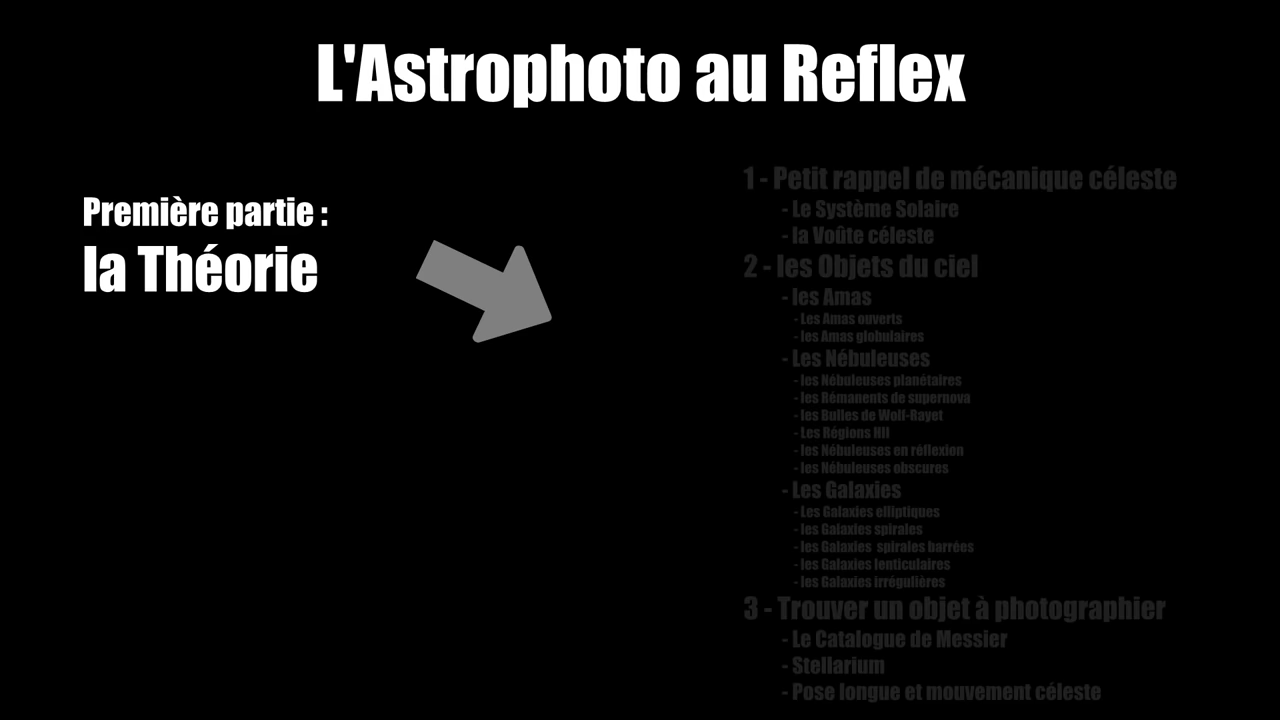 L'Astrophoto au Reflex
Première partie :
la Théorie
1 - Petit rappel de mécanique céleste
- Le Système Solaire
- la Voûte céleste
2 - les Objets du ciel
- les Amas
- Les Amas ouverts
- les Amas globulaires
- Les Nébuleuses
- les Nébuleuses planétaires
- les Rémanents de supernova
- les Bulles de Wolf-Rayet
- Les Régions HII
- les Nébuleuses en réflexion
- les Nébuleuses obscures
- Les Galaxies
- Les Galaxies elliptiques
- les Galaxies spirales
- les Galaxies  spirales barrées
- les Galaxies lenticulaires
- les Galaxies irrégulières
3 - Trouver un objet à photographier
- Le Catalogue de Messier
- Stellarium
- Pose longue et mouvement céleste